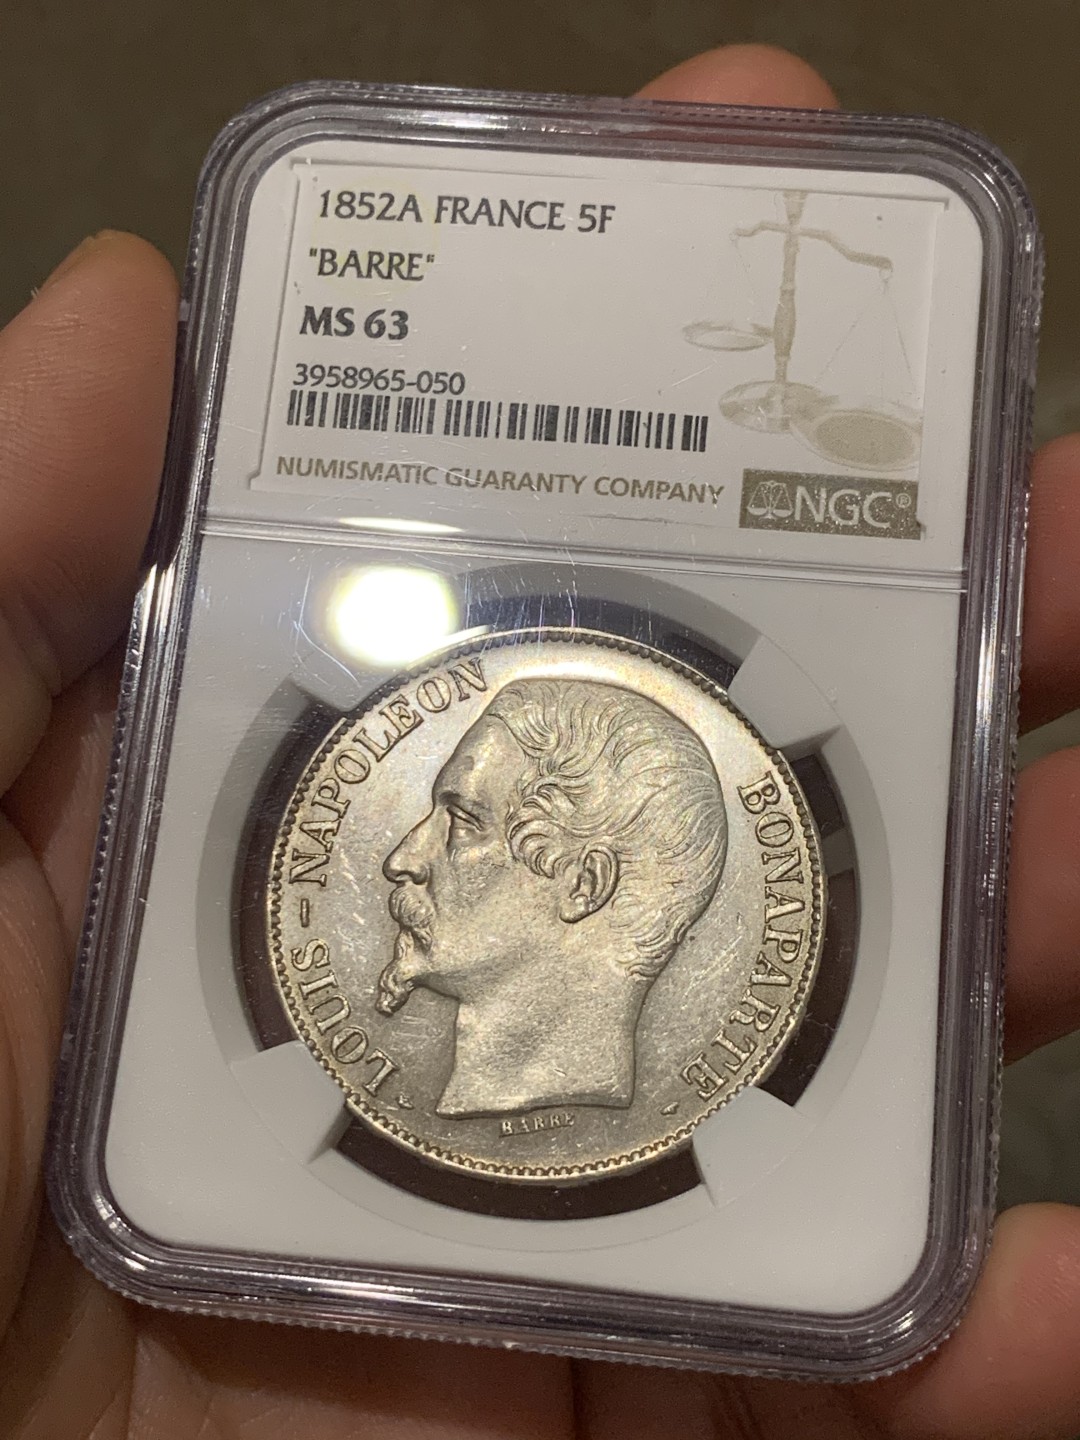 1852A FRANCE 5F
"BARRE"
MS 63
3958965-050
NUMISMATIC GUARANTY COMPANY
NGC®
LOUIS-NAPOLEON
BONAPARTE
BARRE